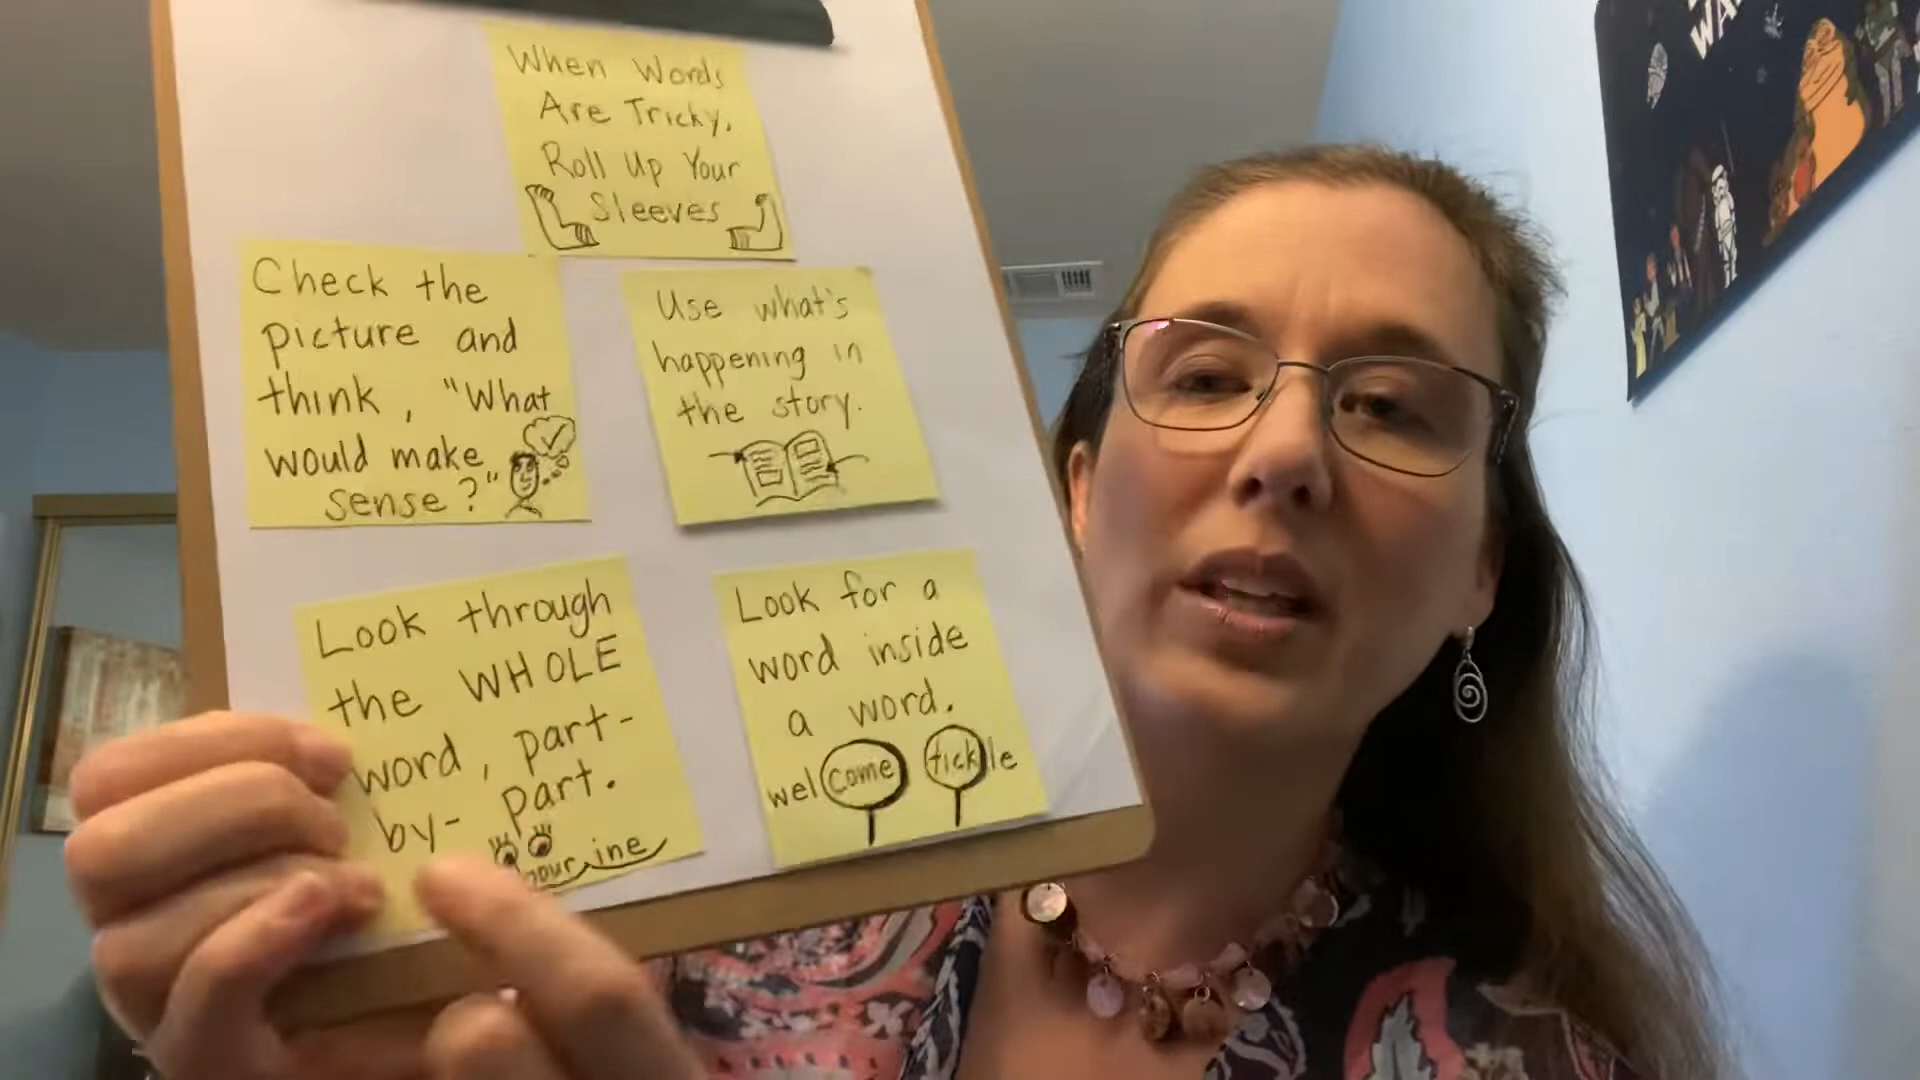 When Words
Are Tricky,
Roll Up Your
Sleeves
Check the
picture and
think, "What
would make
sense?"
Use what's
happening in
the story.
Look through
the WHOLE
word, part-
by- part.
ine
Look for a
word inside
a word.
welcome tickle
WA